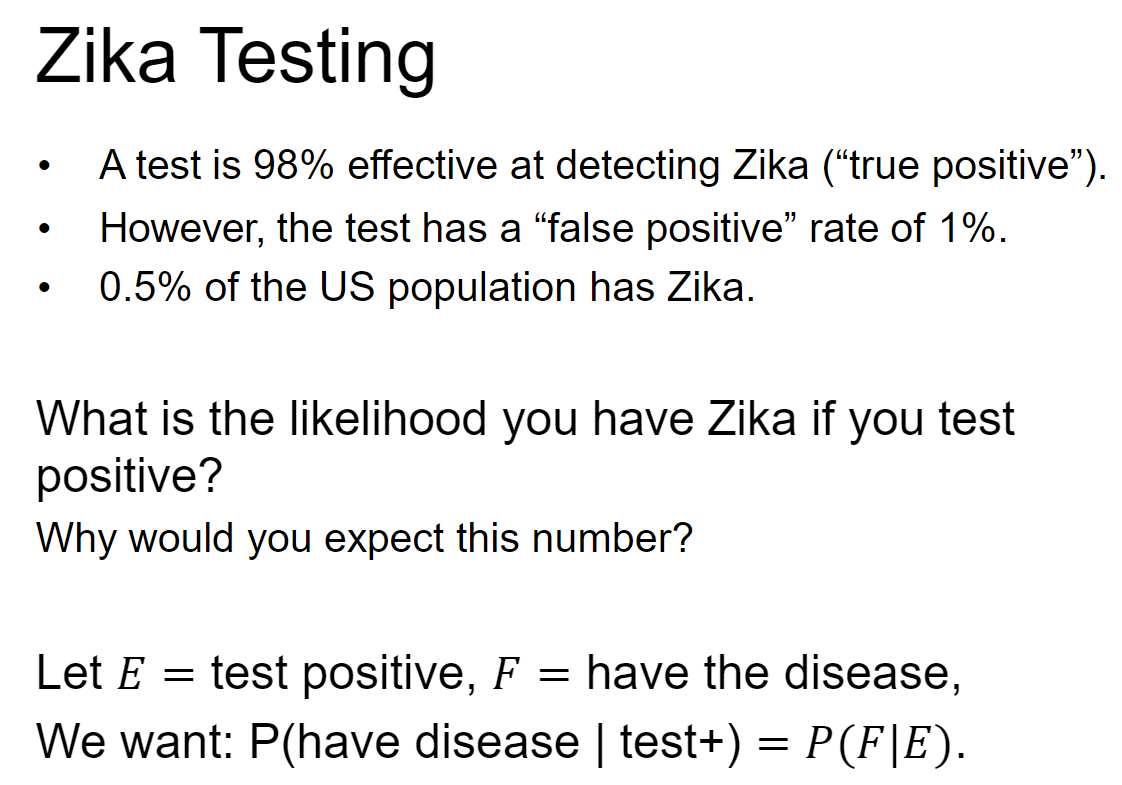 Zika Testing
• A test is 98% effective at detecting Zika (“true positive”).
• However, the test has a “false positive” rate of 1%.
• 0.5% of the US population has Zika.
What is the likelihood you have Zika if you test
positive?
Why would you expect this number?
Let E = test positive, F = have the disease,
We want: P(have disease | test+) = P(F|E).